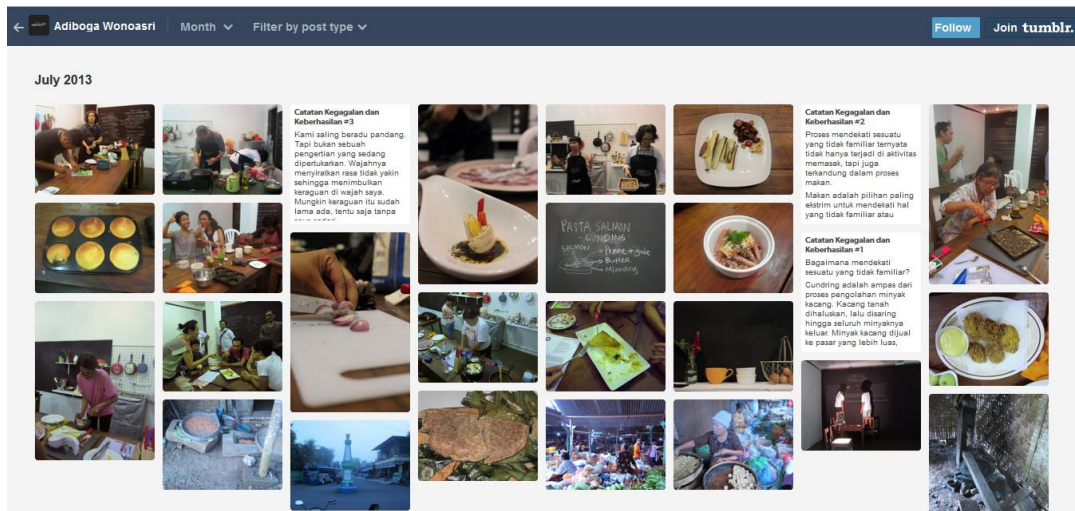 Adiboga Wonoasri
Month
Filter by post type
Follow
Join tumblr.
July 2013
Catatan Kegagalan dan
Keberhasilan #3
Kami saling beradu pandang.
Tapi bukan sebuah
pengertian yang sedang
dipertukarkan. Wajahnya
menyiratkan rasa tidak yakin
sehingga menimbulkan
keraguan di wajah saya.
Mungkin keraguan itu sudah
lama ada, tentu saja tanpa
PASTA SALMON
GUNDING
SALMON
Penne + gude
BUTTER
Mlanding
Catatan Kegagalan dan
Keberhasilan #2
Proses mendekati sesuatu
yang tidak familiar ternyata
tidak hanya terjadi di aktivitas
memasak, tapi juga
terkandung dalam proses
makan.
Makan adalah pilihan paling
ekstrim untuk mendekati hal
yang tidak familiar atau
Catatan Kegagalan dan
Keberhasilan #1
Bagaimana mendekati
sesuatu yang tidak familiar?
Cundring adalah ampas dari
proses pengolahan minyak
kacang. Kacang tanah
dihaluskan, lalu disaring
hingga seluruh minyaknya
keluar. Minyak kacang dijual
ke pasar yang lebih luas,